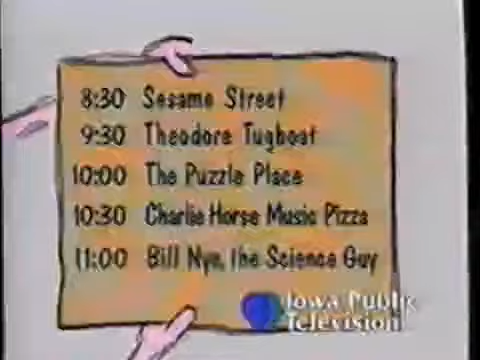 8:30 Sesame Street
9:30 Theodore Tugboat
10:00 The Puzzle Place
10:30 Charlie Horse Music Pizza
11:00 Bill Nye, the Science Guy
Iowa Public
Television